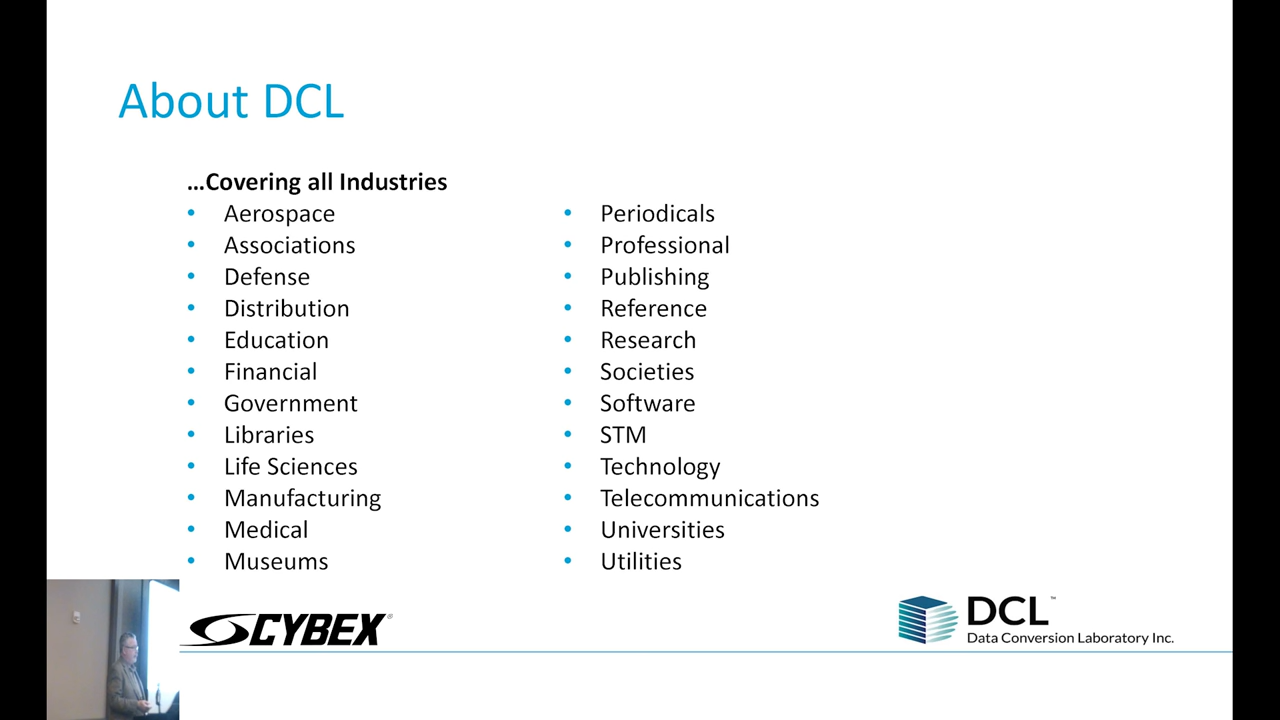 About DCL
…Covering all Industries
• Aerospace
• Associations
• Defense
• Distribution
• Education
• Financial
• Government
• Libraries
• Life Sciences
• Manufacturing
• Medical
• Museums
• Periodicals
• Professional
• Publishing
• Reference
• Research
• Societies
• Software
• STM
• Technology
• Telecommunications
• Universities
• Utilities
CYBEX®
DCL™
Data Conversion Laboratory Inc.